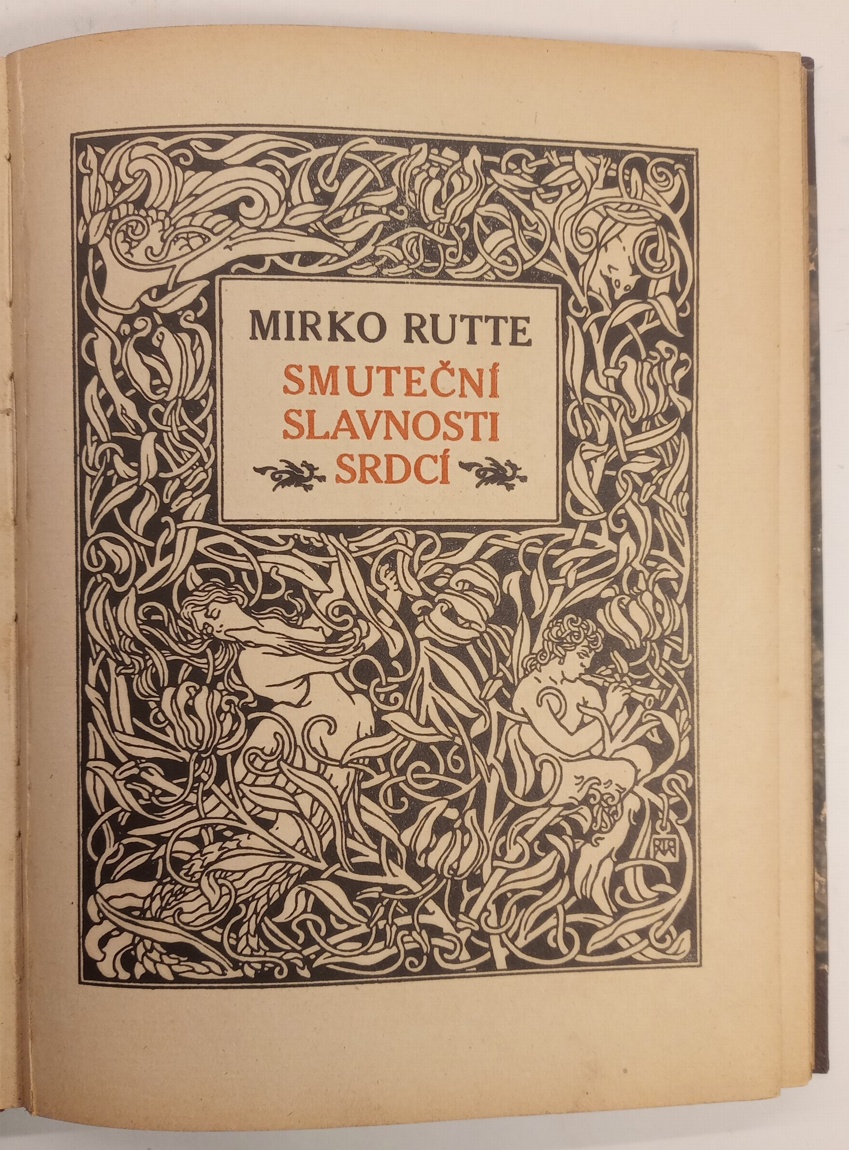 MIRKO RUTTE
SMUTEČNÍ
SLAVNOSTI
SRDCÍ